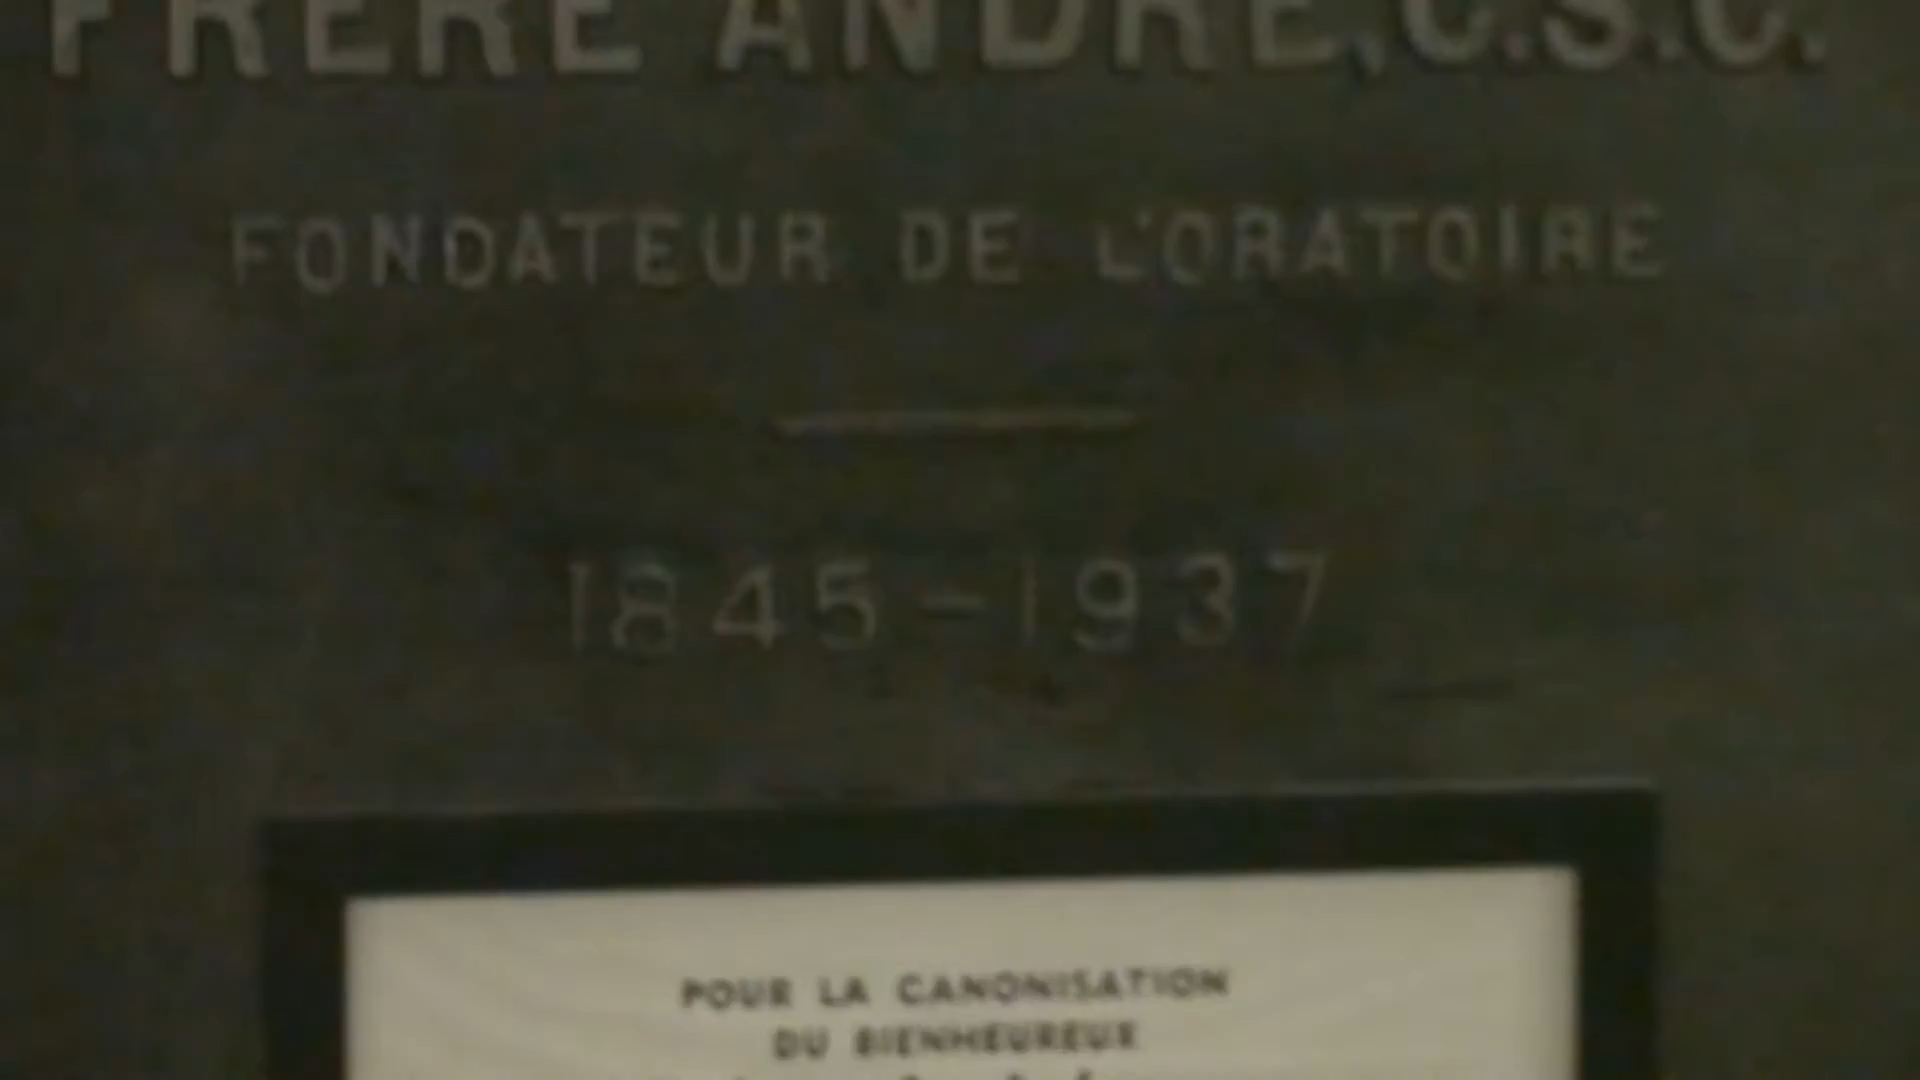 FRÈRE ANDRÉ, C.S.C.
FONDATEUR DE L'ORATOIRE
1845-1937
POUR LA CANONISATION
DU BIENHEUREUX